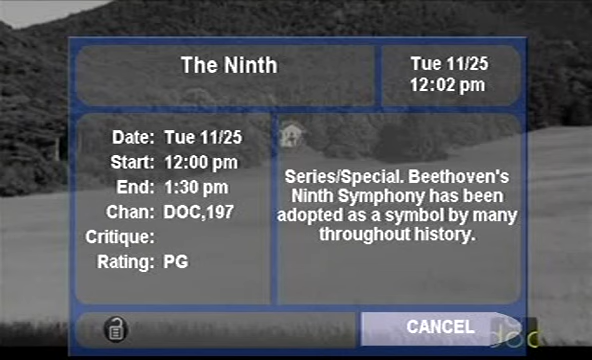 The Ninth
Tue 11/25
12:02 pm
Date: Tue 11/25
Start: 12:00 pm
End: 1:30 pm
Chan: DOC,197
Critique:
Rating: PG
Series/Special. Beethoven's
Ninth Symphony has been
adopted as a symbol by many
throughout history.
CANCEL
doc